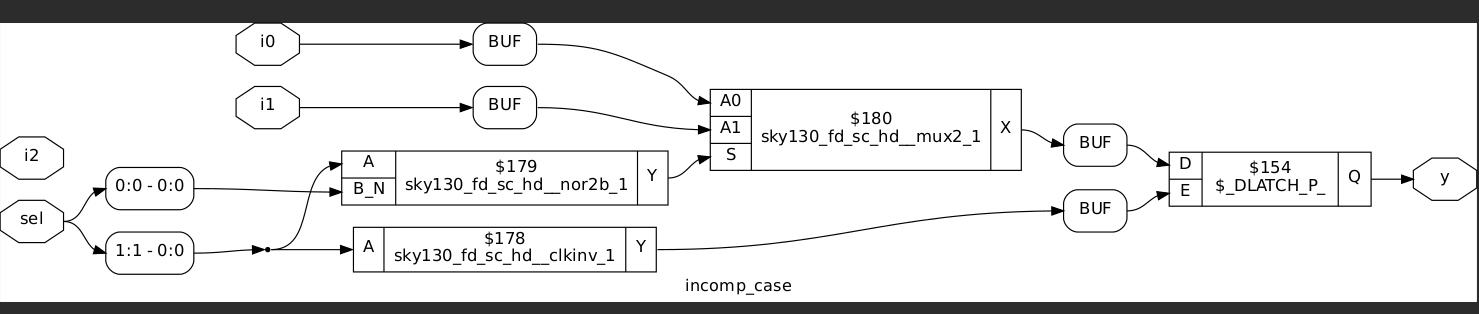 i0
BUF
i1
BUF
A0
A1
S
$180
sky130_fd_sc_hd__mux2_1
X
i2
sel
0:0 - 0:0
1:1 - 0:0
A
B_N
$179
sky130_fd_sc_hd__nor2b_1
Y
A
$178
sky130_fd_sc_hd__clkinv_1
Y
BUF
BUF
D
E
$154
$_DLATCH_P_
Q
y
incomp_case